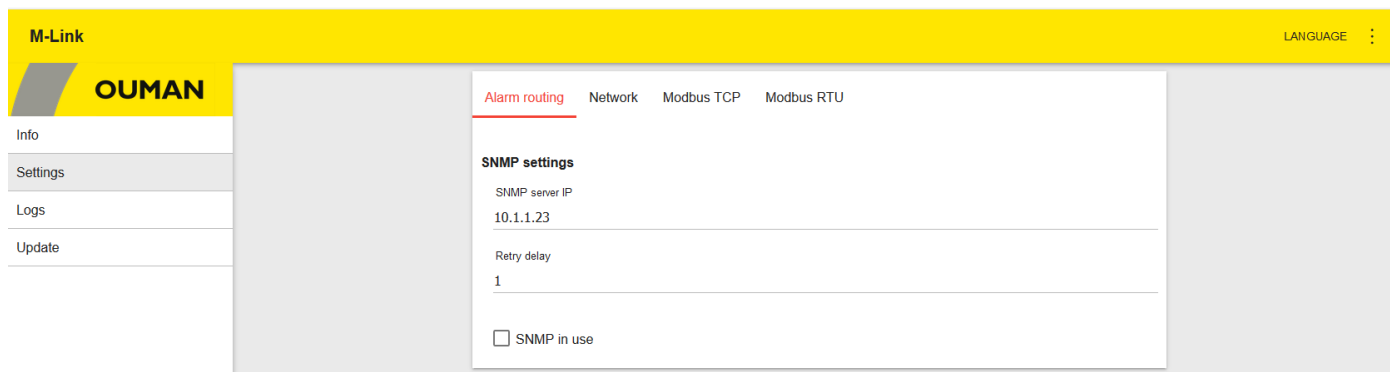 M-Link
LANGUAGE
OUMAN
Info
Settings
Logs
Update
Alarm routing Network Modbus TCP Modbus RTU
SNMP settings
SNMP server IP
10.1.1.23
Retry delay
1
SNMP in use